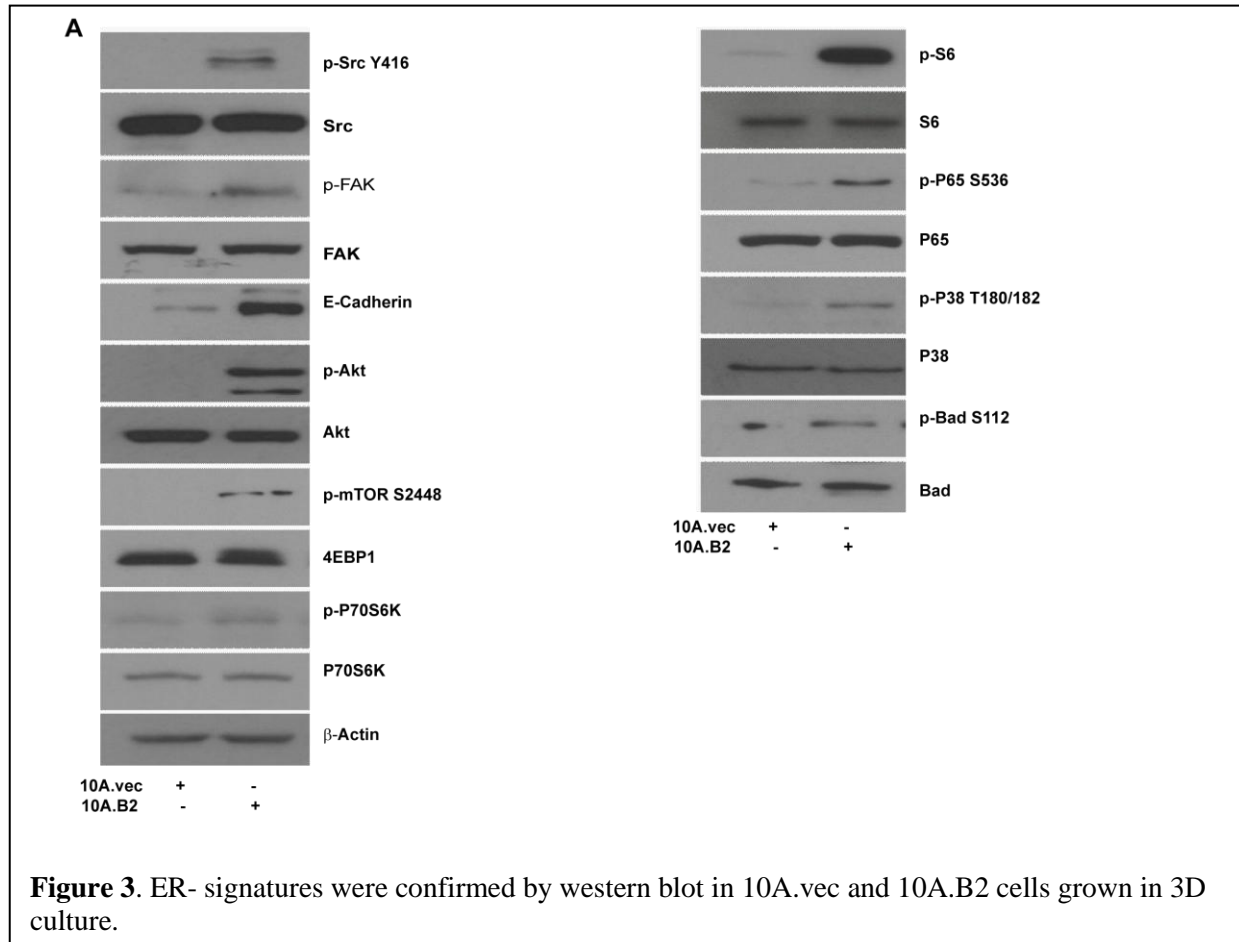 A
p-Src Y416
Src
p-FAK
FAK
E-Cadherin
p-Akt
Akt
p-mTOR S2448
4EBP1
p-P70S6K
P70S6K
β-Actin
10A.vec + -
10A.B2 - +
p-S6
S6
p-P65 S536
P65
p-P38 T180/182
P38
p-Bad S112
Bad
10A.vec + -
10A.B2 - +
Figure 3. ER- signatures were confirmed by western blot in 10A.vec and 10A.B2 cells grown in 3D
culture.